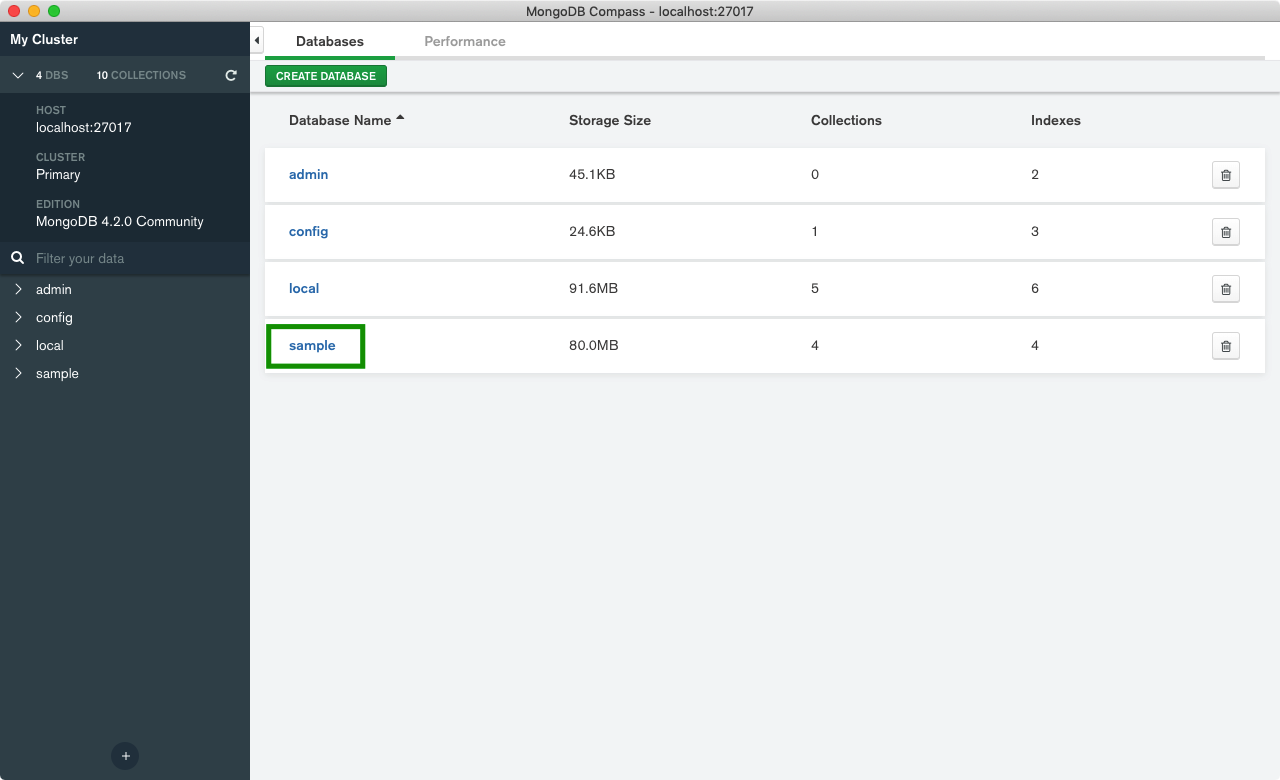 MongoDB Compass - localhost:27017
My Cluster
4 DBS 10 COLLECTIONS
HOST
localhost:27017
CLUSTER
Primary
EDITION
MongoDB 4.2.0 Community
Filter your data
admin
config
local
sample
Databases Performance
CREATE DATABASE
Database Name Storage Size Collections Indexes
admin 45.1KB 0 2
config 24.6KB 1 3
local 91.6MB 5 6
sample 80.0MB 4 4